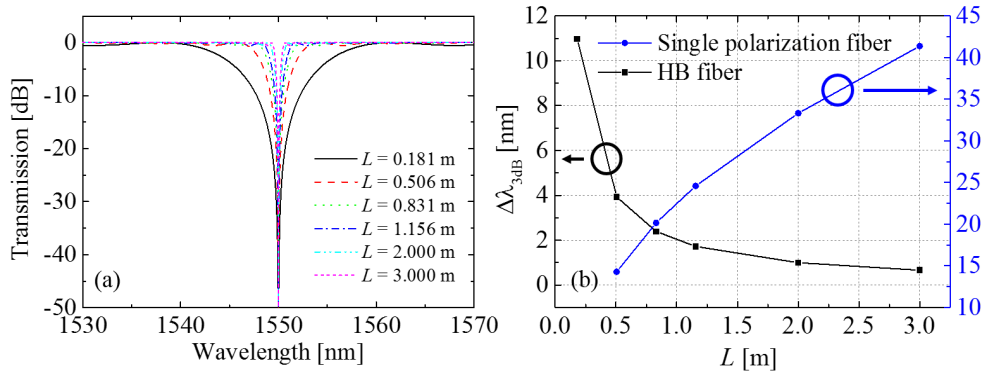 Transmission [dB]
0
-10
-20
-30
-40
-50
L = 0.181 m
L = 0.506 m
L = 0.831 m
L = 1.156 m
L = 2.000 m
L = 3.000 m
(a)
1530 1540 1550 1560 1570
Wavelength [nm]
Δλ3dB [nm]
12
10
8
6
4
2
0
Single polarization fiber
HB fiber
(b)
0.0 0.5 1.0 1.5 2.0 2.5 3.0
L [m]
45
40
35
30
25
20
15
10